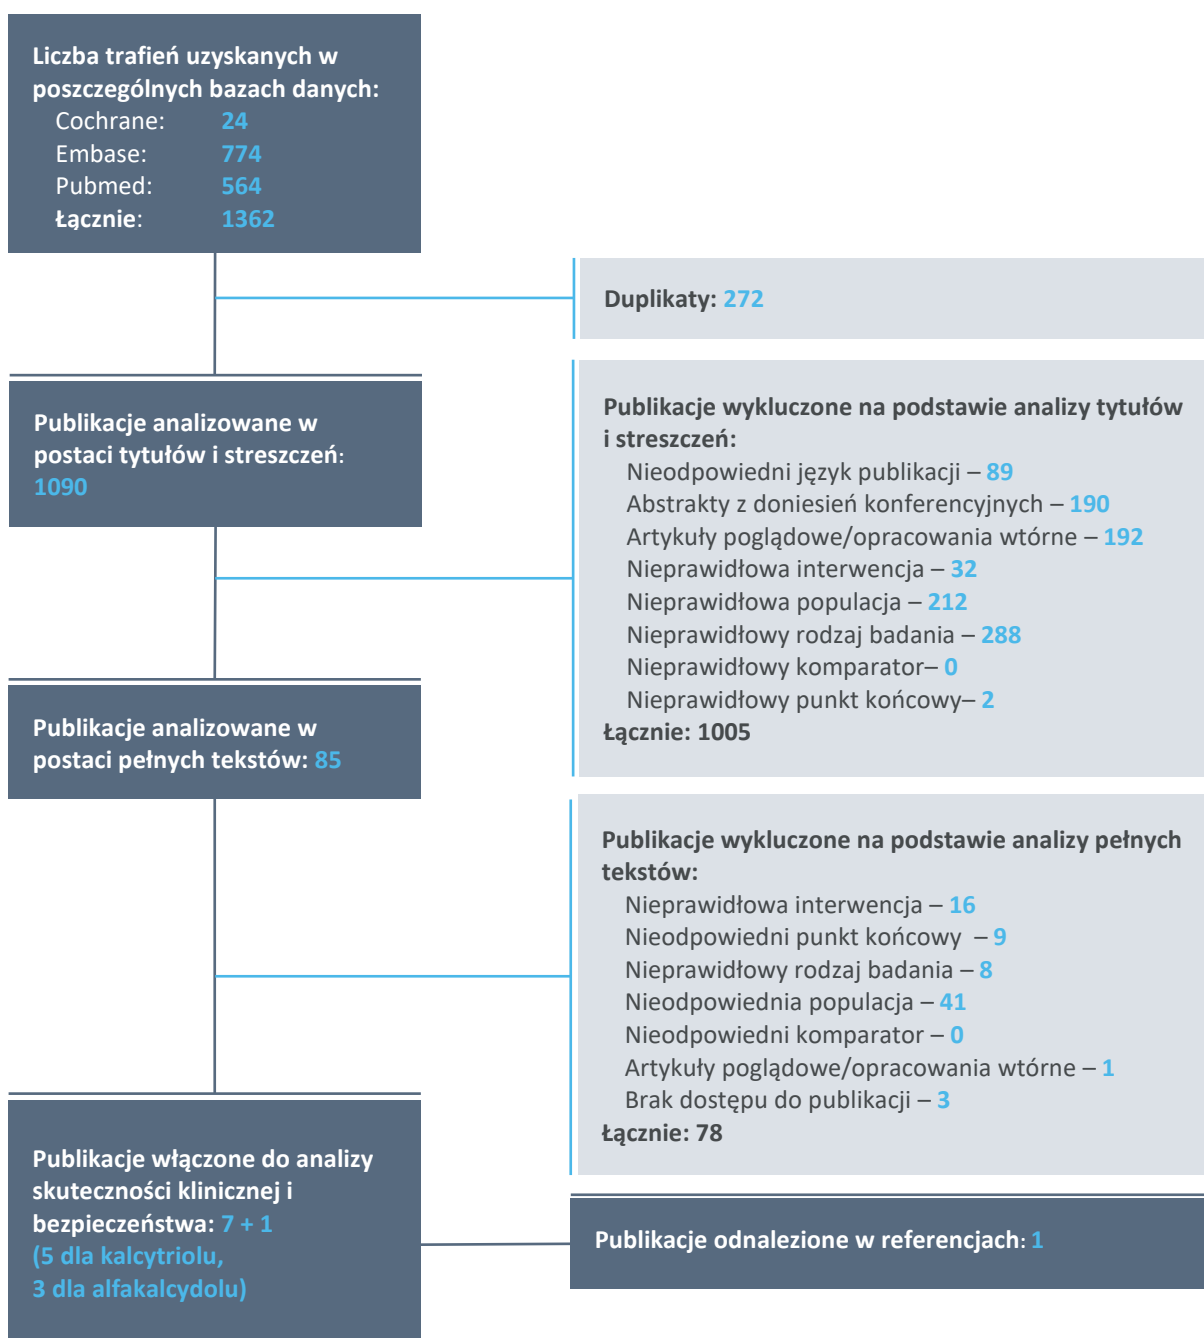 Liczba trafień uzyskanych w
poszczególnych bazach danych:
Cochrane: 24
Embase: 774
Pubmed: 564
Łącznie: 1362
Duplikaty: 272
Publikacje analizowane w
postaci tytułów i streszczeń:
1090
Publikacje wykluczone na podstawie analizy tytułów
i streszczeń:
Nieodpowiedni język publikacji – 89
Abstrakty z doniesień konferencyjnych – 190
Artykuły poglądowe/opracowania wtórne – 192
Nieprawidłowa interwencja – 32
Nieprawidłowa populacja – 212
Nieprawidłowy rodzaj badania – 288
Nieprawidłowy komparator– 0
Nieprawidłowy punkt końcowy– 2
Łącznie: 1005
Publikacje analizowane w
postaci pełnych tekstów: 85
Publikacje wykluczone na podstawie analizy pełnych
tekstów:
Nieprawidłowa interwencja – 16
Nieodpowiedni punkt końcowy – 9
Nieprawidłowy rodzaj badania – 8
Nieodpowiednia populacja – 41
Nieodpowiedni komparator – 0
Artykuły poglądowe/opracowania wtórne – 1
Brak dostępu do publikacji – 3
Łącznie: 78
Publikacje włączone do analizy
skuteczności klinicznej i
bezpieczeństwa: 7 + 1
(5 dla kalcytriolu,
3 dla alfakalcydolu)
Publikacje odnalezione w referencjach: 1